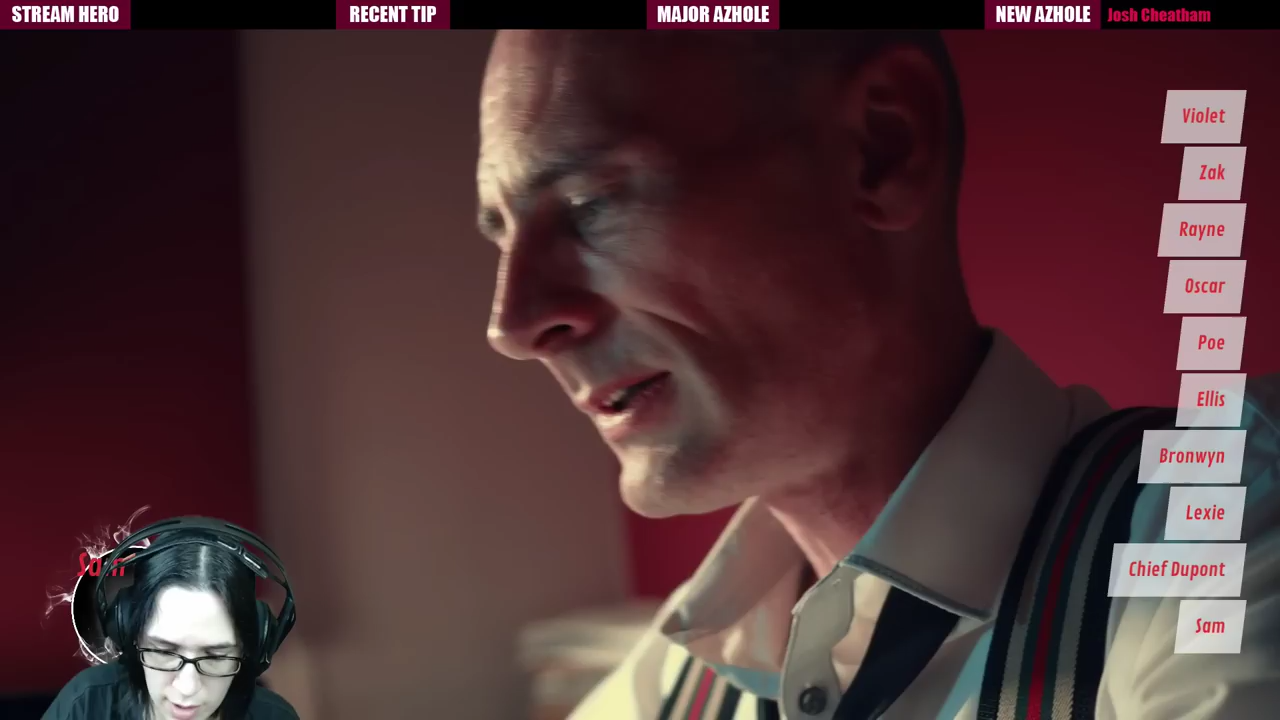 STREAM HERO
RECENT TIP
MAJOR AZHOLE
NEW AZHOLE
Josh Cheatham
Violet
Zak
Rayne
Oscar
Poe
Ellis
Bronwyn
Lexie
Chief Dupont
Sam
Sam